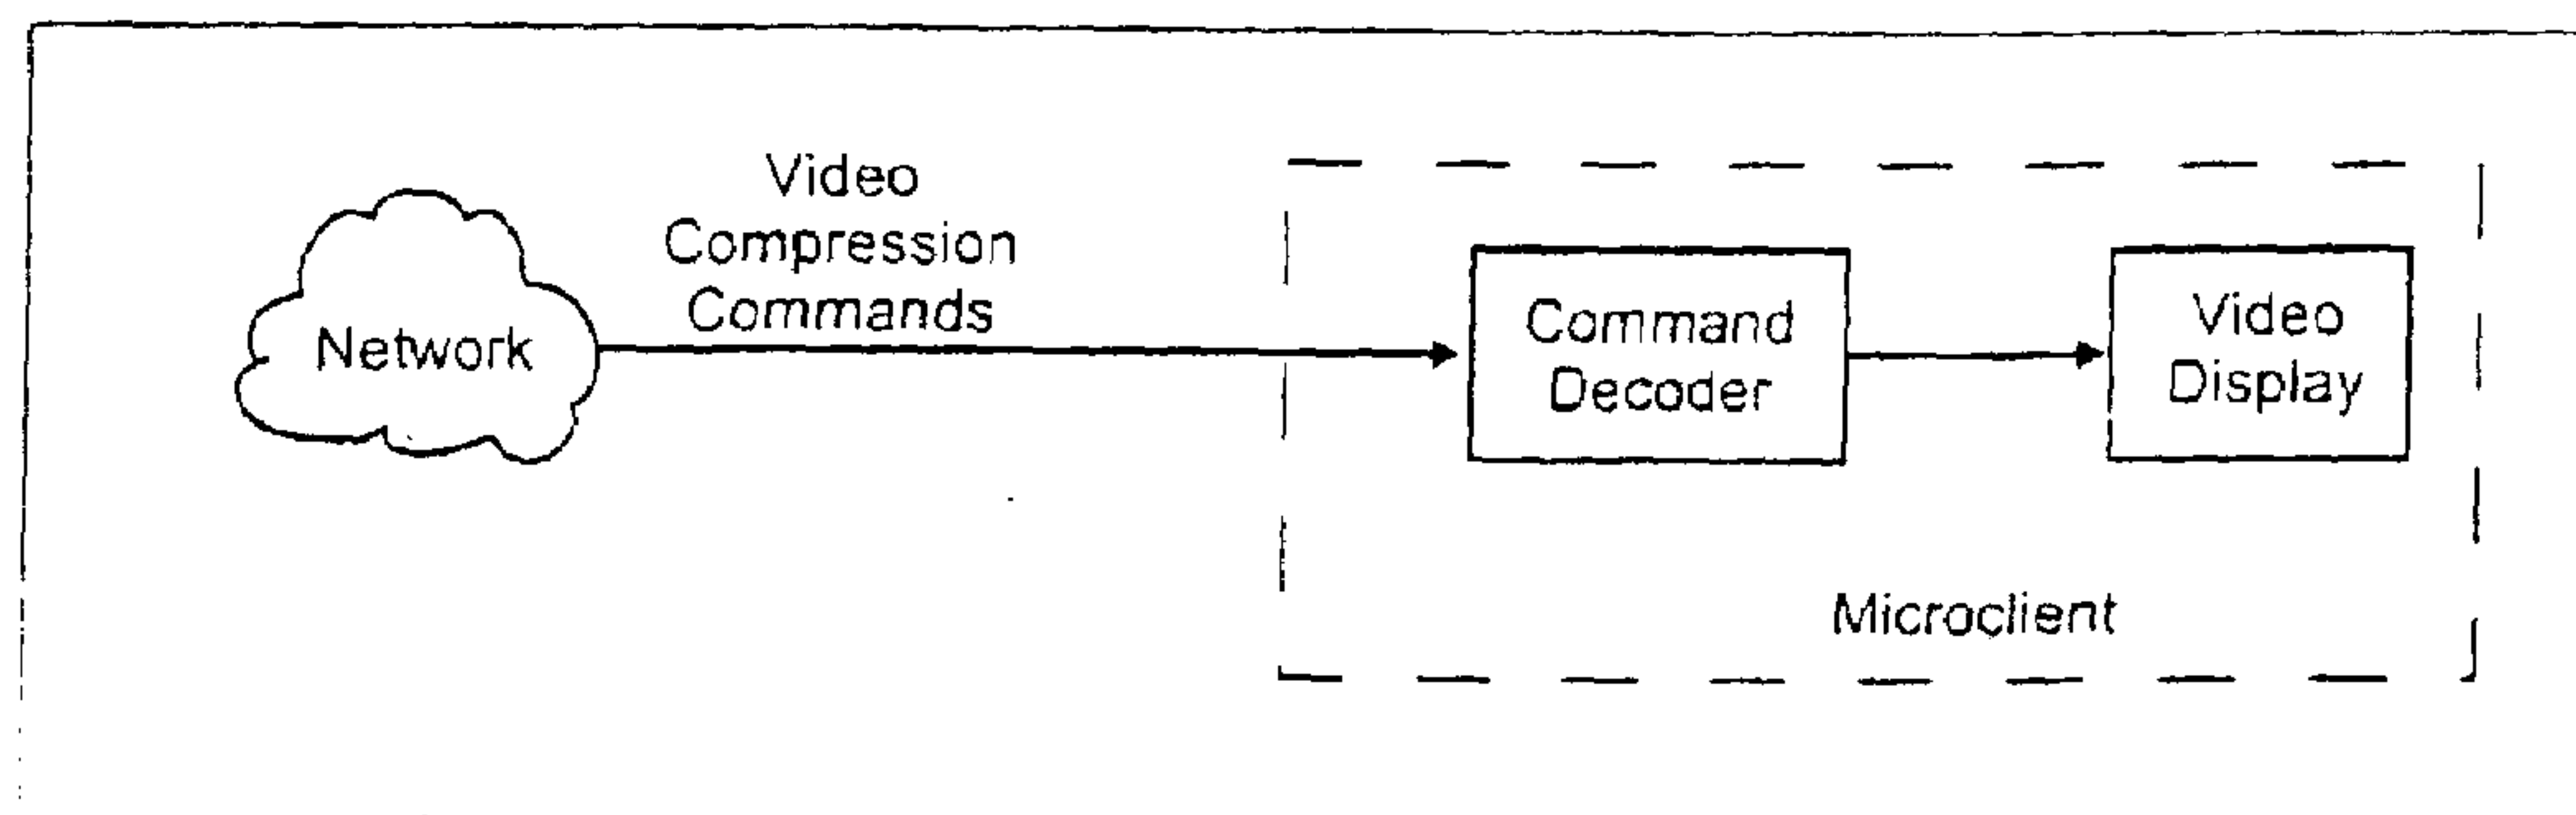 Video
Compression
Commands
Network
Command
Decoder
Video
Display
Microclient